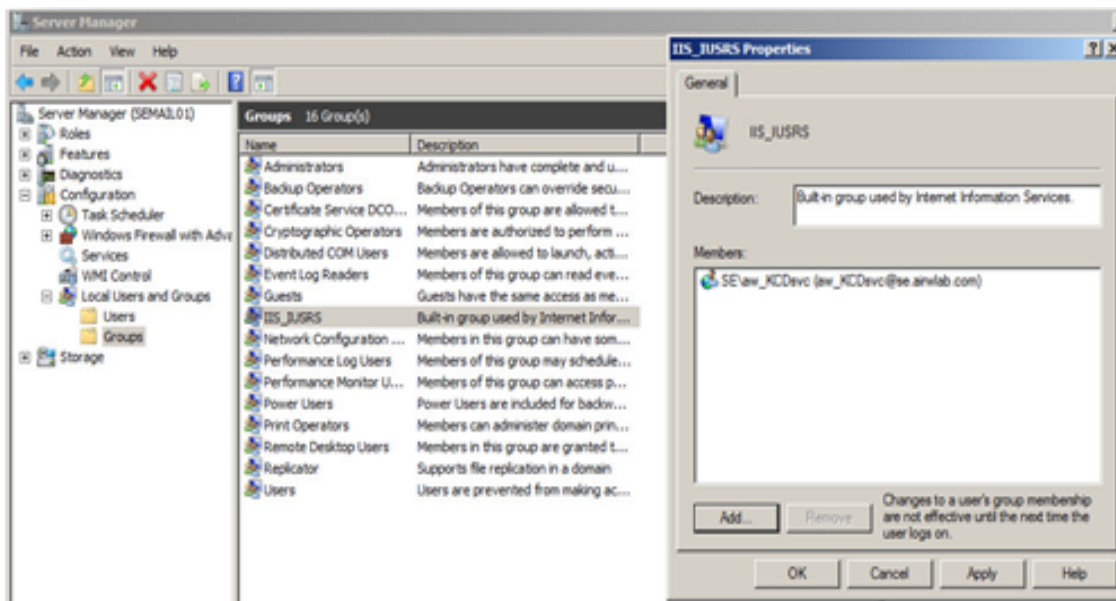 Server Manager
File Action View Help
Server Manager (SEMAIL01)
Roles
Features
Diagnostics
Configuration
Task Scheduler
Windows Firewall with Adva
Services
WMI Control
Local Users and Groups
Users
Groups
Storage
Groups 16 Group(s)
Name Description
Administrators Administrators have complete and u...
Backup Operators Backup Operators can override secu...
Certificate Service DCO... Members of this group are allowed t...
Cryptographic Operators Members are authorized to perform ...
Distributed COM Users Members are allowed to launch, acti...
Event Log Readers Members of this group can read eve...
Guests Guests have the same access as me...
IIS_IUSRS Built-in group used by Internet Infor...
Network Configuration ... Members in this group can have som...
Performance Log Users Members of this group may schedule...
Performance Monitor U... Members of this group can access p...
Power Users Power Users are included for backw...
Print Operators Members can administer domain prin...
Remote Desktop Users Members in this group are granted t...
Replicator Supports file replication in a domain
Users Users are prevented from making ac...
IIS_IUSRS Properties
General
IIS_IUSRS
Description: Built-in group used by Internet Information Services.
Members:
SE\aw_KCDsvc (aw_KCDsvc@se.airwlab.com)
Add... Remove
Changes to a user's group membership
are not effective until the next time the
user logs on.
OK Cancel Apply Help